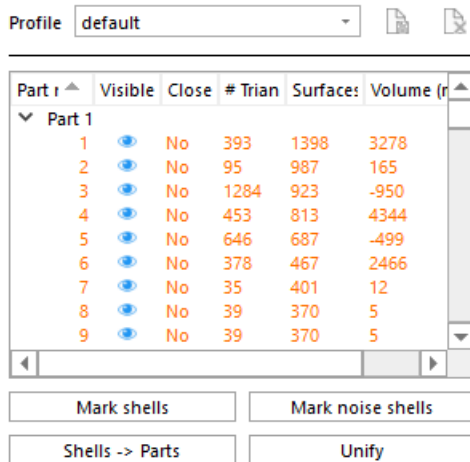 Profile default
Part r Visible Close # Trian Surfaces Volume (r
Part 1
1 No 393 1398 3278
2 No 95 987 165
3 No 1284 923 -950
4 No 453 813 4344
5 No 646 687 -499
6 No 378 467 2466
7 No 35 401 12
8 No 39 370 5
9 No 39 370 5
Mark shells Mark noise shells
Shells -> Parts Unify